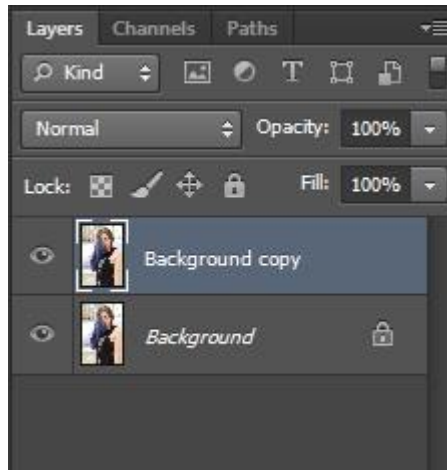 Layers Channels Paths
Kind T
Normal Opacity: 100%
Lock: Fill: 100%
Background copy
Background